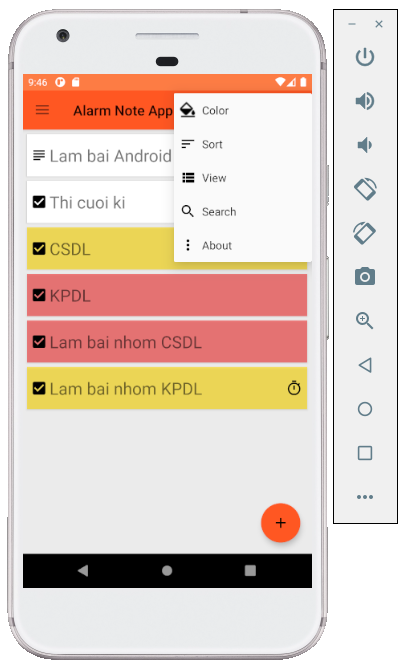 9:46
Alarm Note App
Color
Sort
View
Search
About
Lam bai Android
Thi cuoi ki
CSDL
KPDL
Lam bai nhom CSDL
Lam bai nhom KPDL